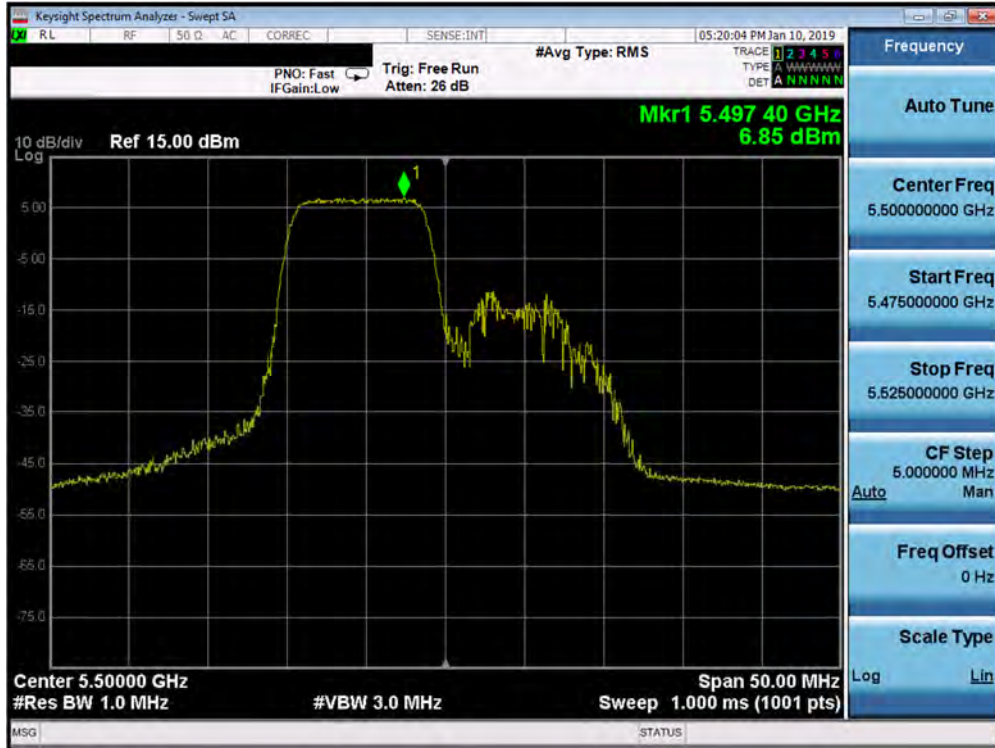 Keysight Spectrum Analyzer - Swept SA
LXI RL RF 50 Ω AC CORREC SENSE:INT 05:20:04 PM Jan 10, 2019
#Avg Type: RMS
TRACE 1 2 3 4 5 6
PNO: Fast Trig: Free Run
TYPE A WWWWW
IFGain:Low Atten: 26 dB
DET A N N N N N
Mkr1 5.497 40 GHz
6.85 dBm
10 dB/div Ref 15.00 dBm
Log
1
5.00
-5.00
-15.0
-25.0
-35.0
-45.0
-55.0
-65.0
-75.0
Center 5.50000 GHz Span 50.00 MHz
#Res BW 1.0 MHz #VBW 3.0 MHz Sweep 1.000 ms (1001 pts)
MSG STATUS
Frequency
Auto Tune
Center Freq
5.500000000 GHz
Start Freq
5.475000000 GHz
Stop Freq
5.525000000 GHz
CF Step
5.000000 MHz
Auto Man
Freq Offset
0 Hz
Scale Type
Log Lin